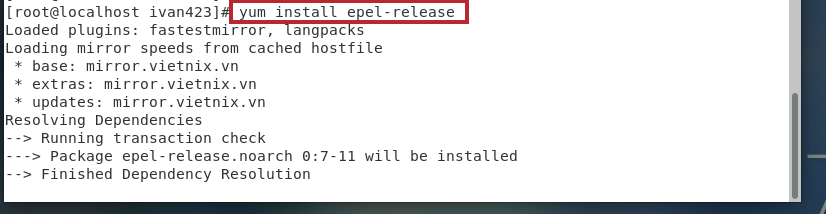 [root@localhost ivan423]# yum install epel-release
Loaded plugins: fastestmirror, langpacks
Loading mirror speeds from cached hostfile
 * base: mirror.vietnix.vn
 * extras: mirror.vietnix.vn
 * updates: mirror.vietnix.vn
Resolving Dependencies
--> Running transaction check
---> Package epel-release.noarch 0:7-11 will be installed
--> Finished Dependency Resolution